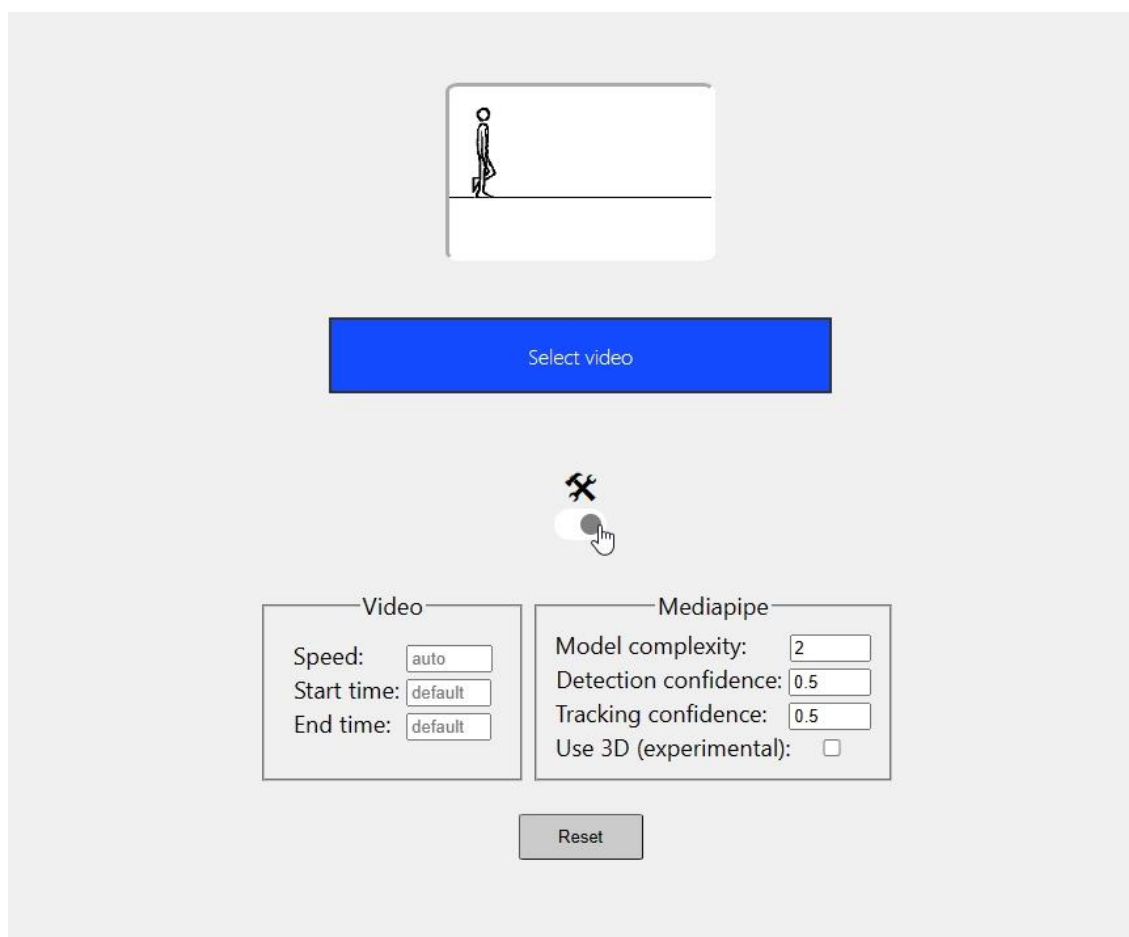 Select video
Video
Speed: auto
Start time: default
End time: default
Mediapipe
Model complexity: 2
Detection confidence: 0.5
Tracking confidence: 0.5
Use 3D (experimental):
Reset